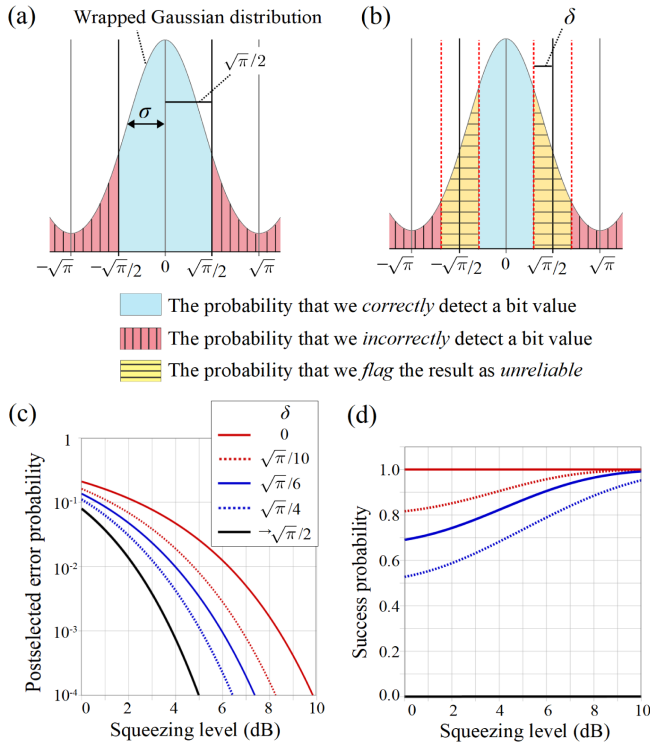 (a) Wrapped Gaussian distribution
√π/2
σ
−√π −√π/2 0 √π/2 √π
(b)
δ
−√π −√π/2 0 √π/2 √π
The probability that we correctly detect a bit value
The probability that we incorrectly detect a bit value
The probability that we flag the result as unreliable
(c)
Postselected error probability
1
10-1
10-2
10-3
10-4
0 2 4 6 8 10
Squeezing level (dB)
δ
0
√π/10
√π/6
√π/4
→√π/2
(d)
Success probability
1.0
0.8
0.6
0.4
0.2
0.0
0 2 4 6 8 10
Squeezing level (dB)